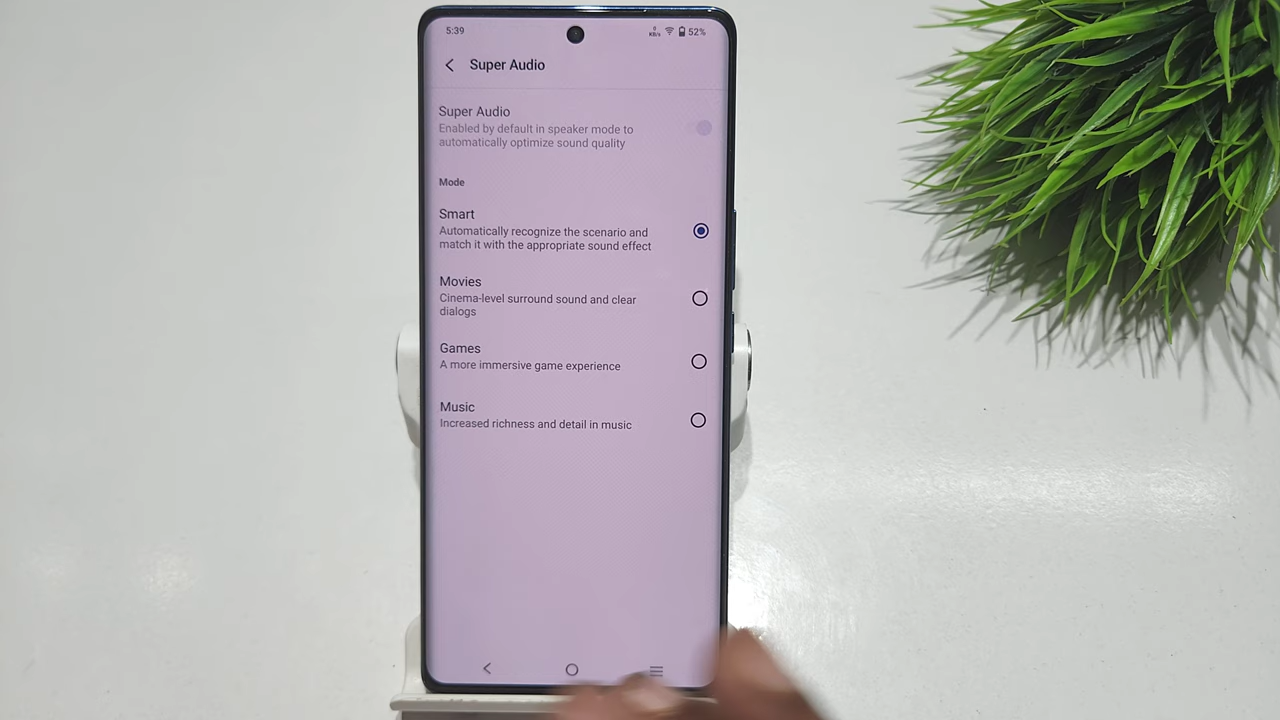 5:39
0
KB/s
52%
Super Audio
Super Audio
Enabled by default in speaker mode to
automatically optimize sound quality
Mode
Smart
Automatically recognize the scenario and
match it with the appropriate sound effect
Movies
Cinema-level surround sound and clear
dialogs
Games
A more immersive game experience
Music
Increased richness and detail in music